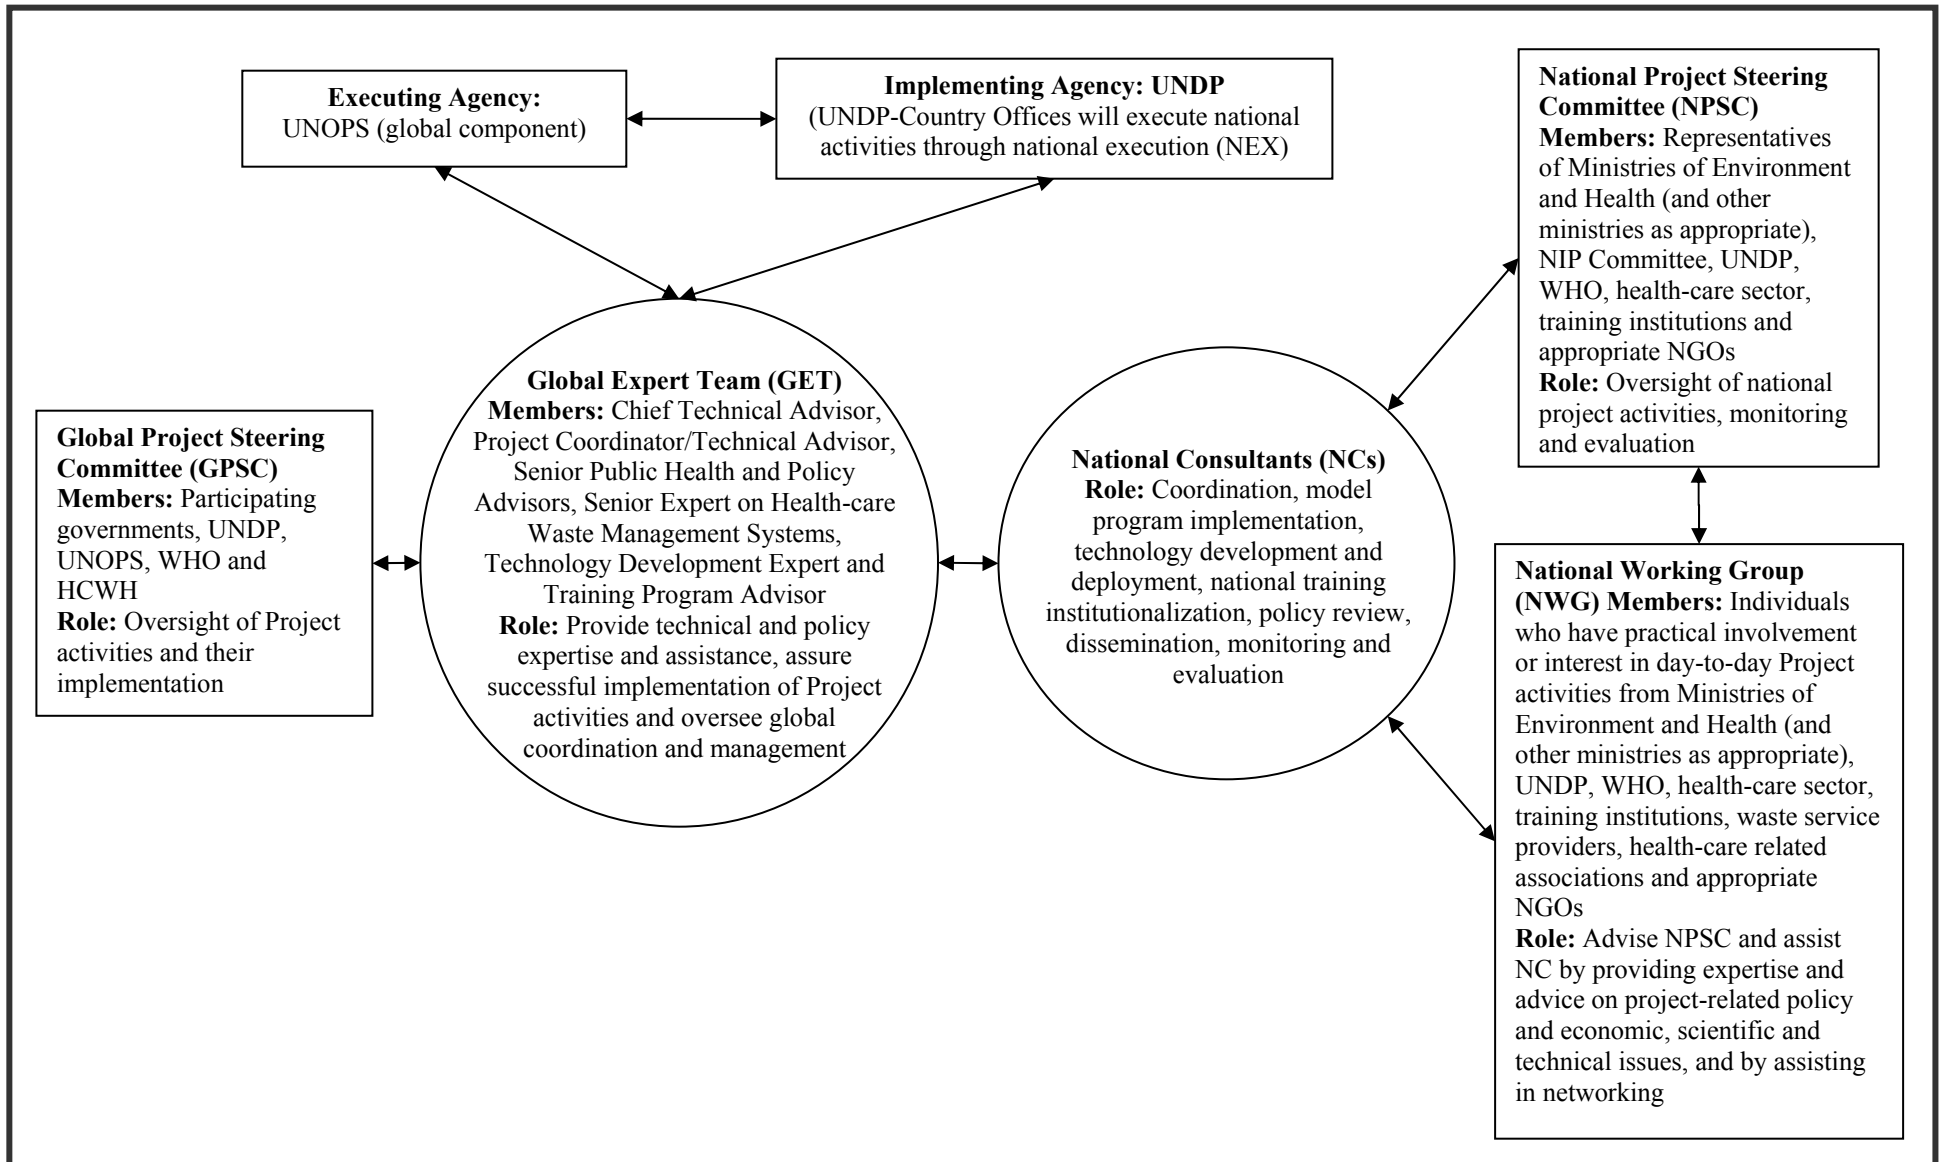 Executing Agency:
UNOPS (global component)
Implementing Agency: UNDP
(UNDP-Country Offices will execute national
activities through national execution (NEX)
National Project Steering
Committee (NPSC)
Members: Representatives
of Ministries of Environment
and Health (and other
ministries as appropriate),
NIP Committee, UNDP,
WHO, health-care sector,
training institutions and
appropriate NGOs
Role: Oversight of national
project activities, monitoring
and evaluation
Global Project Steering
Committee (GPSC)
Members: Participating
governments, UNDP,
UNOPS, WHO and
HCWH
Role: Oversight of Project
activities and their
implementation
Global Expert Team (GET)
Members: Chief Technical Advisor,
Project Coordinator/Technical Advisor,
Senior Public Health and Policy
Advisors, Senior Expert on Health-care
Waste Management Systems,
Technology Development Expert and
Training Program Advisor
Role: Provide technical and policy
expertise and assistance, assure
successful implementation of Project
activities and oversee global
coordination and management
National Consultants (NCs)
Role: Coordination, model
program implementation,
technology development and
deployment, national training
institutionalization, policy review,
dissemination, monitoring and
evaluation
National Working Group
(NWG) Members: Individuals
who have practical involvement
or interest in day-to-day Project
activities from Ministries of
Environment and Health (and
other ministries as appropriate),
UNDP, WHO, health-care sector,
training institutions, waste service
providers, health-care related
associations and appropriate
NGOs
Role: Advise NPSC and assist
NC by providing expertise and
advice on project-related policy
and economic, scientific and
technical issues, and by assisting
in networking